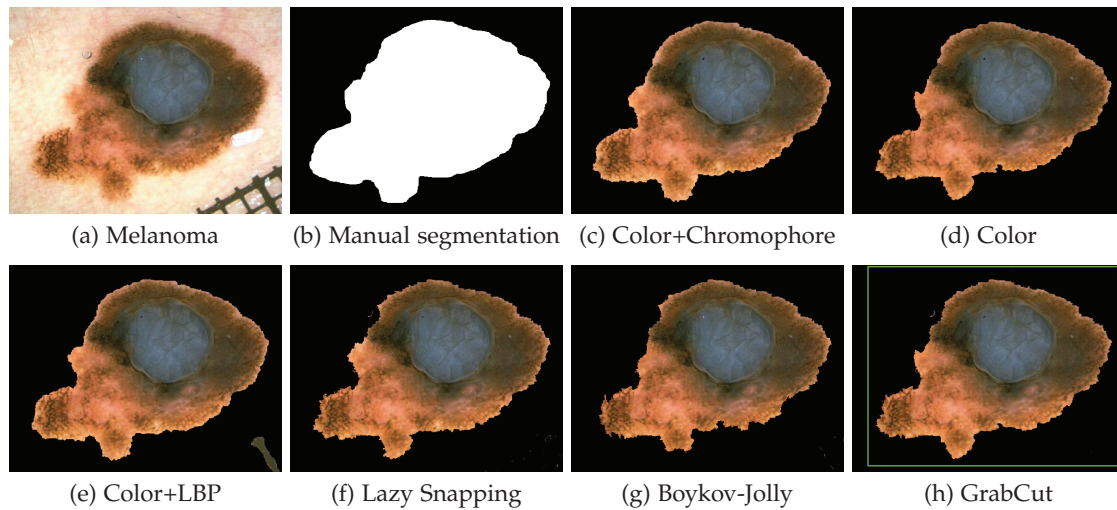 (a) Melanoma
(b) Manual segmentation
(c) Color+Chromophore
(d) Color
(e) Color+LBP
(f) Lazy Snapping
(g) Boykov-Jolly
(h) GrabCut